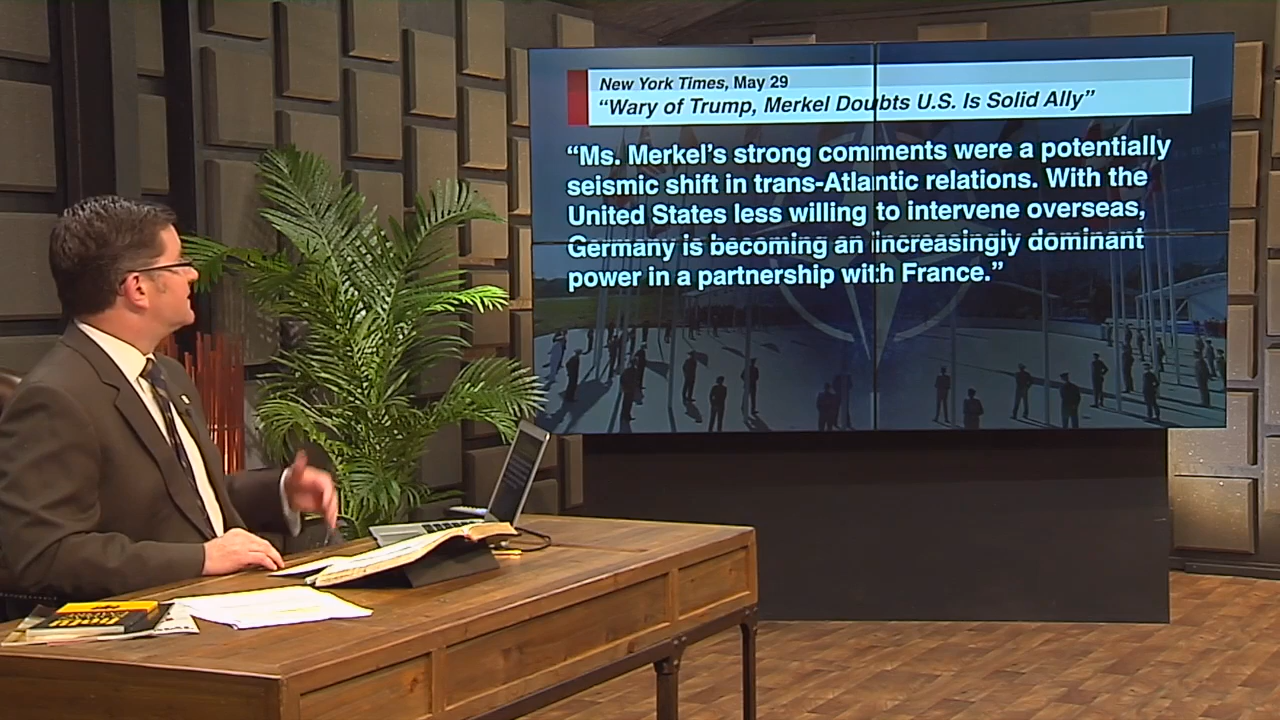 New York Times, May 29
“Wary of Trump, Merkel Doubts U.S. Is Solid Ally”
“Ms. Merkel’s strong comments were a potentially
seismic shift in trans-Atlantic relations. With the
United States less willing to intervene overseas,
Germany is becoming an increasingly dominant
power in a partnership with France.”